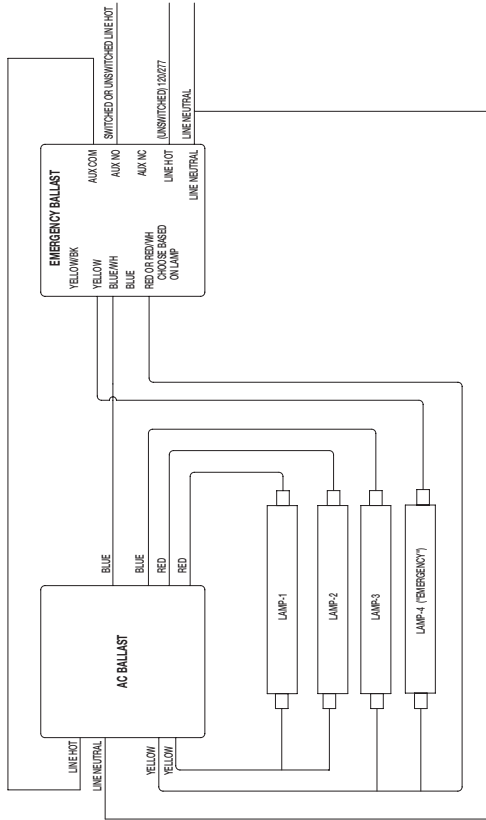 EMERGENCY BALLAST
YELLOW/BK
YELLOW
BLUE/WH
BLUE
RED OR RED/WH
CHOOSE BASED
ON LAMP
AUX COM
AUX NO
AUX NC
LINE HOT
LINE NEUTRAL
SWITCHED OR UNSWITCHED LINE HOT
(UNSWITCHED) 120/277
LINE NEUTRAL
AC BALLAST
LINE HOT
LINE NEUTRAL
YELLOW
YELLOW
BLUE
BLUE
RED
RED
LAMP-1
LAMP-2
LAMP-3
LAMP-4 ("EMERGENCY")